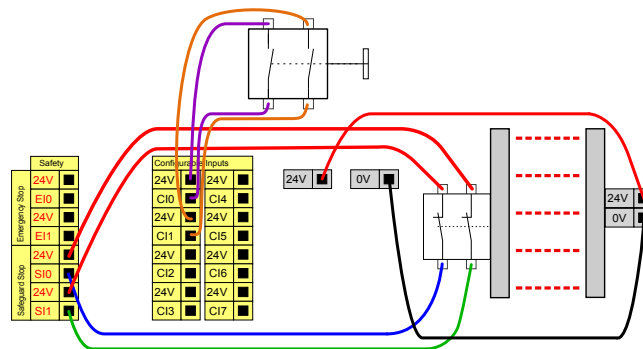 Safety
Emergency Stop
24V
EI0
24V
EI1
Safeguard Stop
24V
SI0
24V
SI1
Configurable Inputs
24V
CI0
24V
CI1
24V
CI2
24V
CI3
24V
CI4
24V
CI5
24V
CI6
24V
CI7
24V
0V
24V
0V